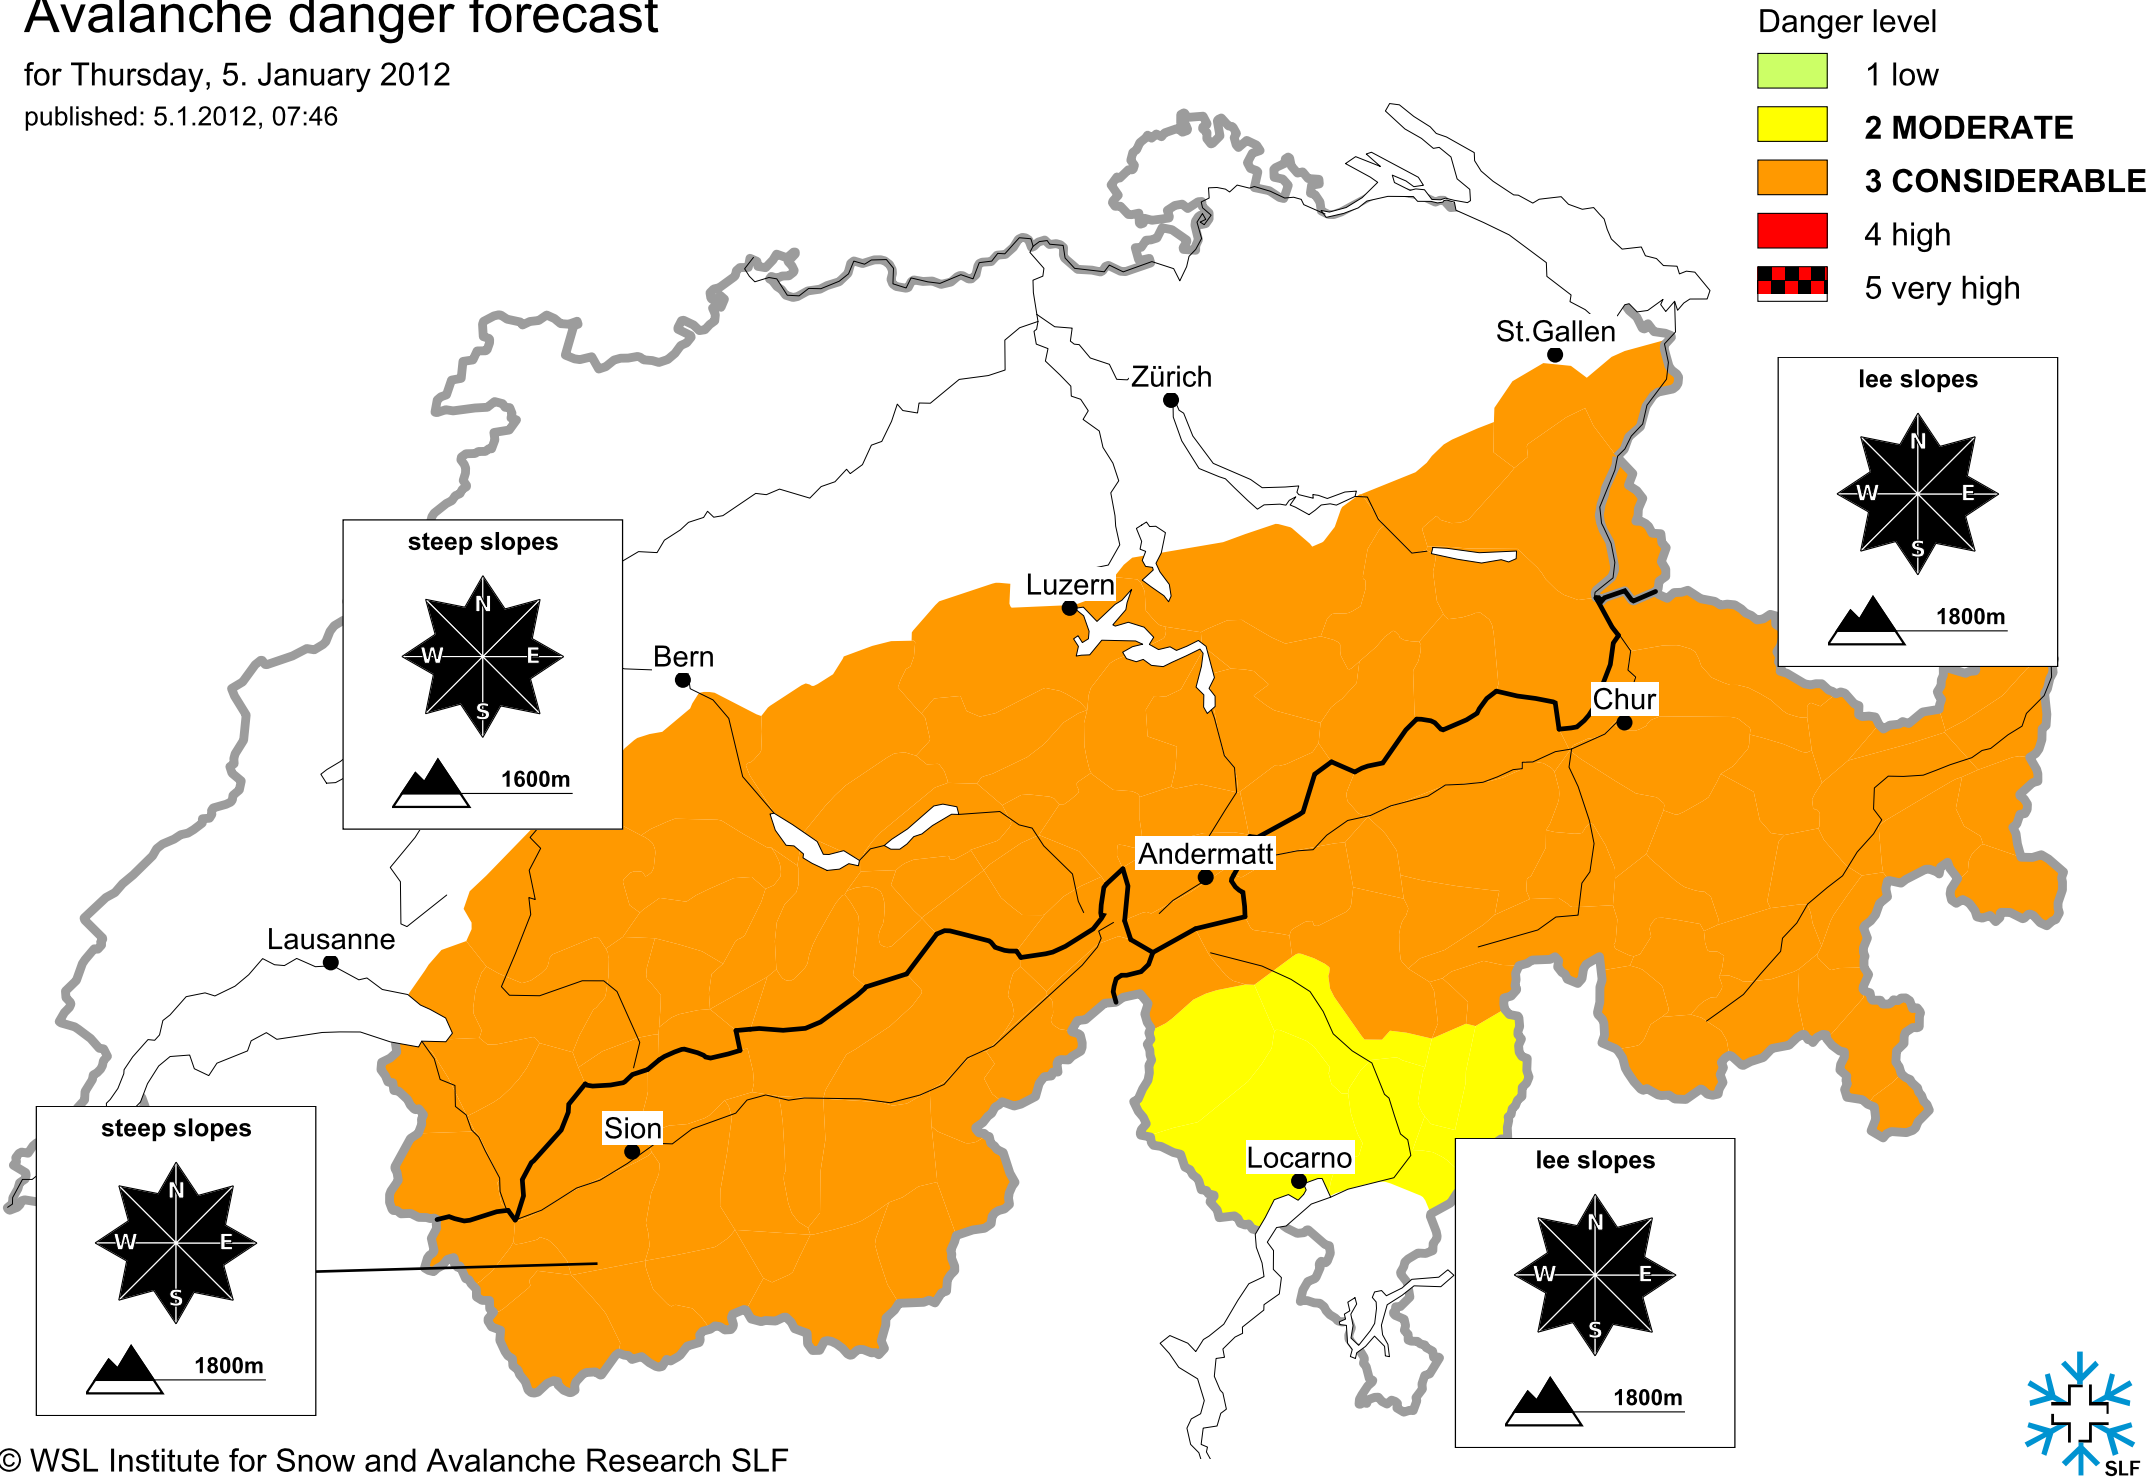 Avalanche danger forecast
for Thursday, 5. January 2012
published: 5.1.2012, 07:46
Danger level
1 low
2 MODERATE
3 CONSIDERABLE
4 high
5 very high
St.Gallen
Zürich
lee slopes
N
W E
S
1800m
steep slopes
N
W E
S
1600m
Luzern
Bern
Chur
Andermatt
Lausanne
Sion
Locarno
steep slopes
N
W E
S
1800m
lee slopes
N
W E
S
1800m
© WSL Institute for Snow and Avalanche Research SLF
SLF